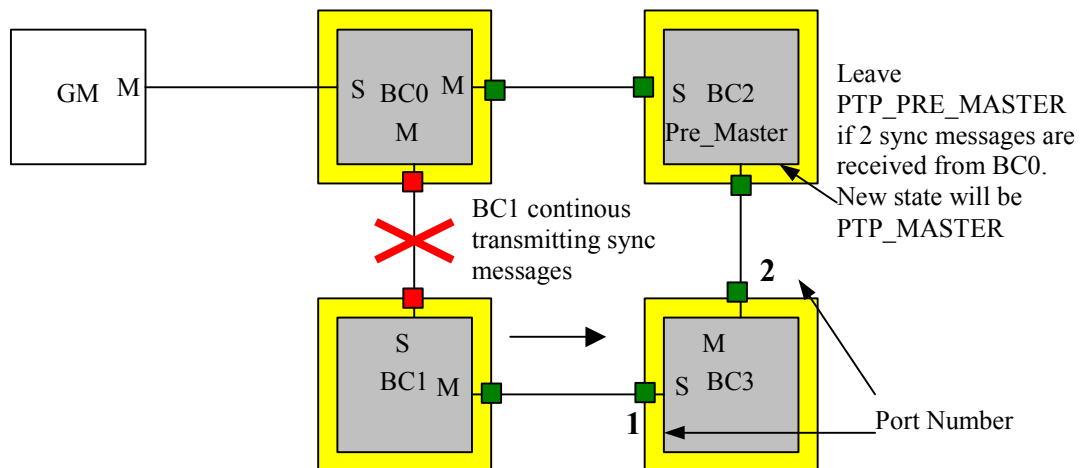 GM M
S BC0 M
M
S BC2
Pre_Master
Leave
PTP_PRE_MASTER
if 2 sync messages are
received from BC0.
New state will be
PTP_MASTER
BC1 continous
transmitting sync
messages
2
S
BC1 M
M
S BC3
1
Port Number